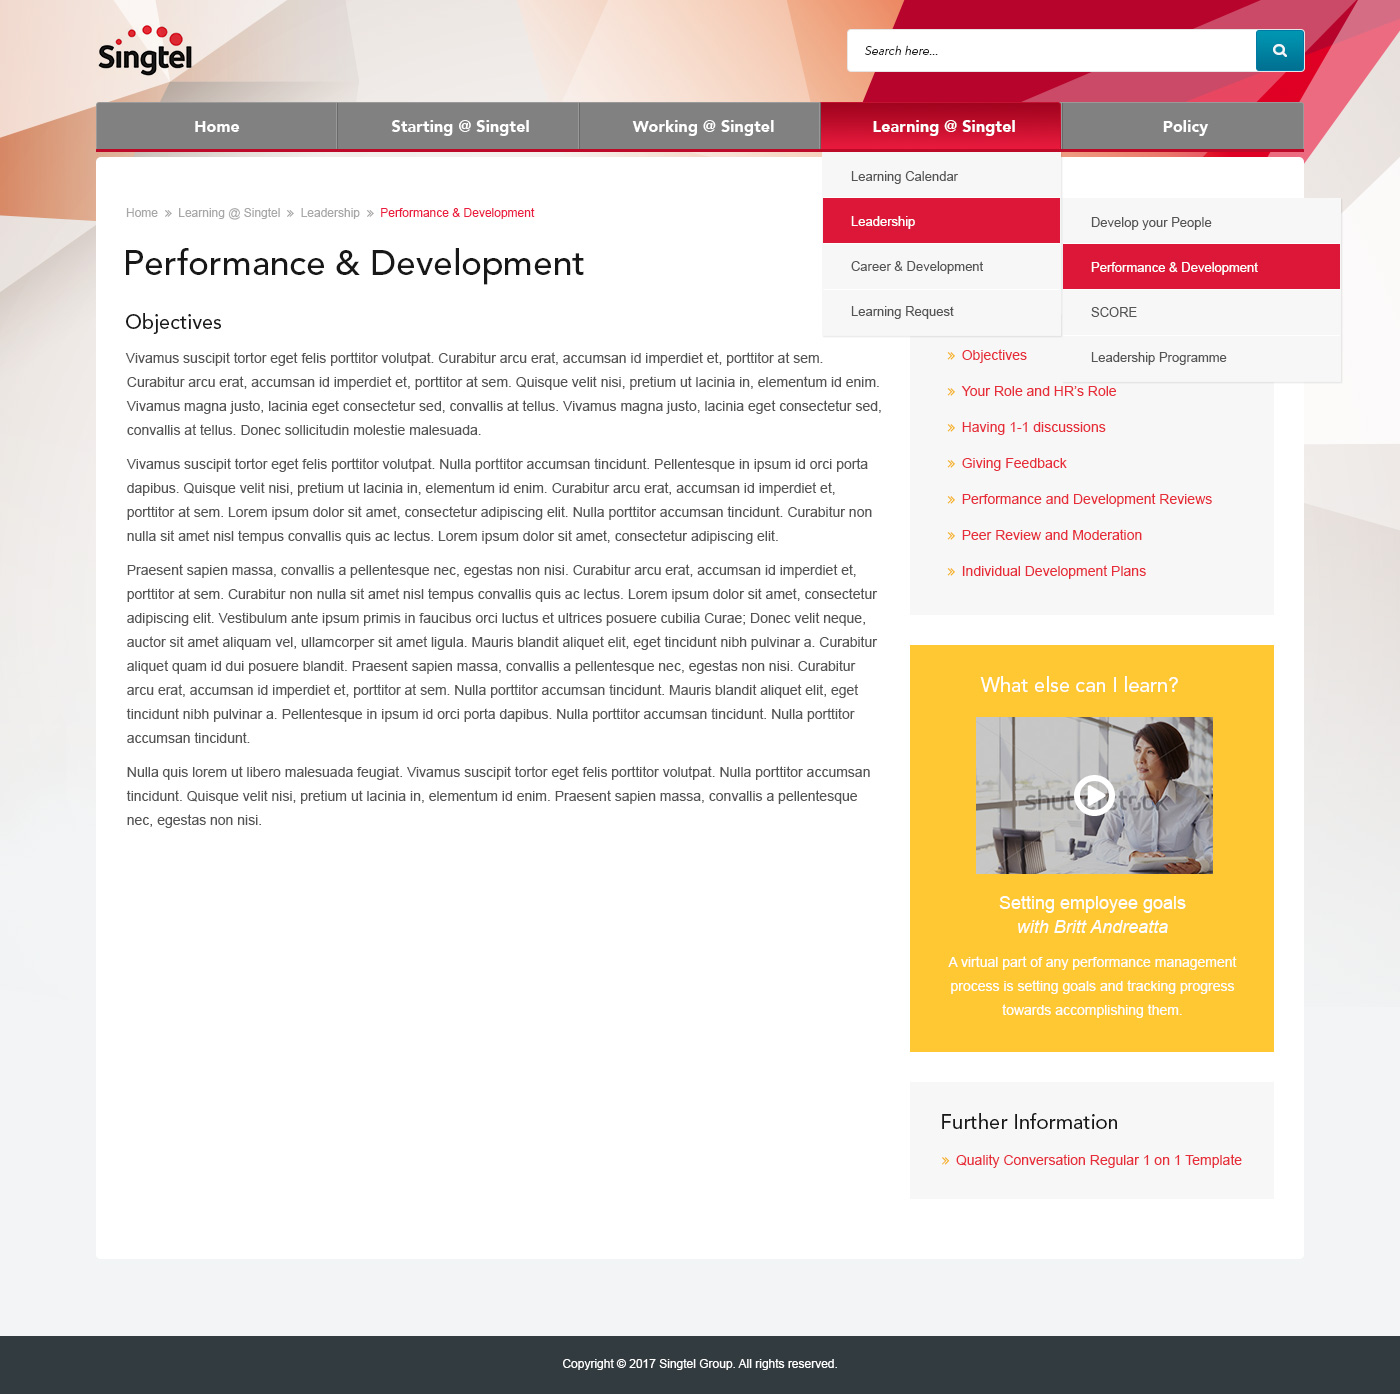 Singtel
Search here...
Home
Starting @ Singtel
Working @ Singtel
Learning @ Singtel
Policy
Learning Calendar
Leadership
Career & Development
Learning Request
Develop your People
Performance & Development
SCORE
Leadership Programme
Home » Learning @ Singtel » Leadership » Performance & Development
Performance & Development
Objectives
Vivamus suscipit tortor eget felis porttitor volutpat. Curabitur arcu erat, accumsan id imperdiet et, porttitor at sem.
Curabitur arcu erat, accumsan id imperdiet et, porttitor at sem. Quisque velit nisi, pretium ut lacinia in, elementum id enim.
Vivamus magna justo, lacinia eget consectetur sed, convallis at tellus. Vivamus magna justo, lacinia eget consectetur sed,
convallis at tellus. Donec sollicitudin molestie malesuada.
Vivamus suscipit tortor eget felis porttitor volutpat. Nulla porttitor accumsan tincidunt. Pellentesque in ipsum id orci porta
dapibus. Quisque velit nisi, pretium ut lacinia in, elementum id enim. Curabitur arcu erat, accumsan id imperdiet et,
porttitor at sem. Lorem ipsum dolor sit amet, consectetur adipiscing elit. Nulla porttitor accumsan tincidunt. Curabitur non
nulla sit amet nisl tempus convallis quis ac lectus. Lorem ipsum dolor sit amet, consectetur adipiscing elit.
Praesent sapien massa, convallis a pellentesque nec, egestas non nisi. Curabitur arcu erat, accumsan id imperdiet et,
porttitor at sem. Curabitur non nulla sit amet nisl tempus convallis quis ac lectus. Lorem ipsum dolor sit amet, consectetur
adipiscing elit. Vestibulum ante ipsum primis in faucibus orci luctus et ultrices posuere cubilia Curae; Donec velit neque,
auctor sit amet aliquam vel, ullamcorper sit amet ligula. Mauris blandit aliquet elit, eget tincidunt nibh pulvinar a. Curabitur
aliquet quam id dui posuere blandit. Praesent sapien massa, convallis a pellentesque nec, egestas non nisi. Curabitur
arcu erat, accumsan id imperdiet et, porttitor at sem. Nulla porttitor accumsan tincidunt. Mauris blandit aliquet elit, eget
tincidunt nibh pulvinar a. Pellentesque in ipsum id orci porta dapibus. Nulla porttitor accumsan tincidunt. Nulla porttitor
accumsan tincidunt.
Nulla quis lorem ut libero malesuada feugiat. Vivamus suscipit tortor eget felis porttitor volutpat. Nulla porttitor accumsan
tincidunt. Quisque velit nisi, pretium ut lacinia in, elementum id enim. Praesent sapien massa, convallis a pellentesque
nec, egestas non nisi.
» Objectives
» Your Role and HR's Role
» Having 1-1 discussions
» Giving Feedback
» Performance and Development Reviews
» Peer Review and Moderation
» Individual Development Plans
What else can I learn?
shutterstock
Setting employee goals
with Britt Andreatta
A virtual part of any performance management
process is setting goals and tracking progress
towards accomplishing them.
Further Information
» Quality Conversation Regular 1 on 1 Template
Copyright © 2017 Singtel Group. All rights reserved.